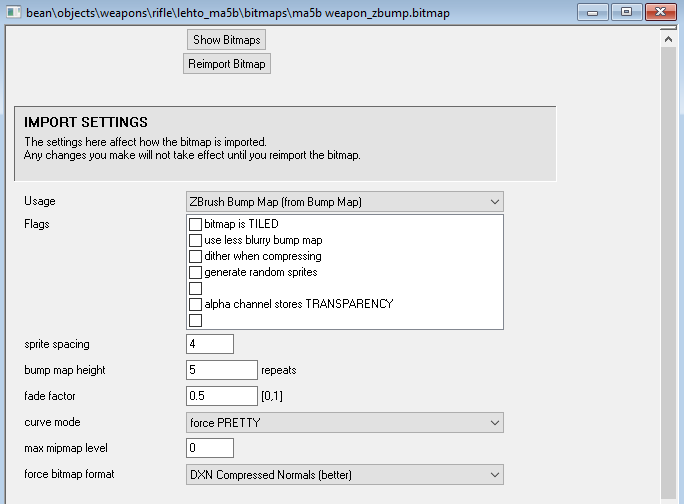 bean\objects\weapons\rifle\lehto_ma5b\bitmaps\ma5b weapon_zbump.bitmap
Show Bitmaps
Reimport Bitmap
IMPORT SETTINGS
The settings here affect how the bitmap is imported.
Any changes you make will not take effect until you reimport the bitmap.
Usage ZBrush Bump Map (from Bump Map)
Flags bitmap is TILED
use less blurry bump map
dither when compressing
generate random sprites
alpha channel stores TRANSPARENCY
sprite spacing 4
bump map height 5 repeats
fade factor 0.5 [0,1]
curve mode force PRETTY
max mipmap level 0
force bitmap format DXN Compressed Normals (better)